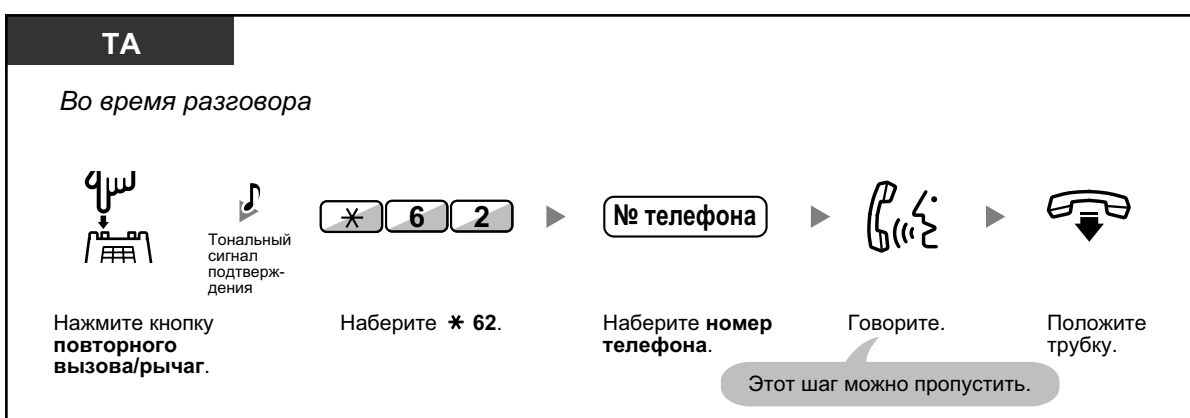 ТА
Во время разговора
Тональный
сигнал
подтверж-
дения
* 6 2
№ телефона
Нажмите кнопку
повторного
вызова/рычаг.
Наберите * 62.
Наберите номер
телефона.
Говорите.
Положите
трубку.
Этот шаг можно пропустить.